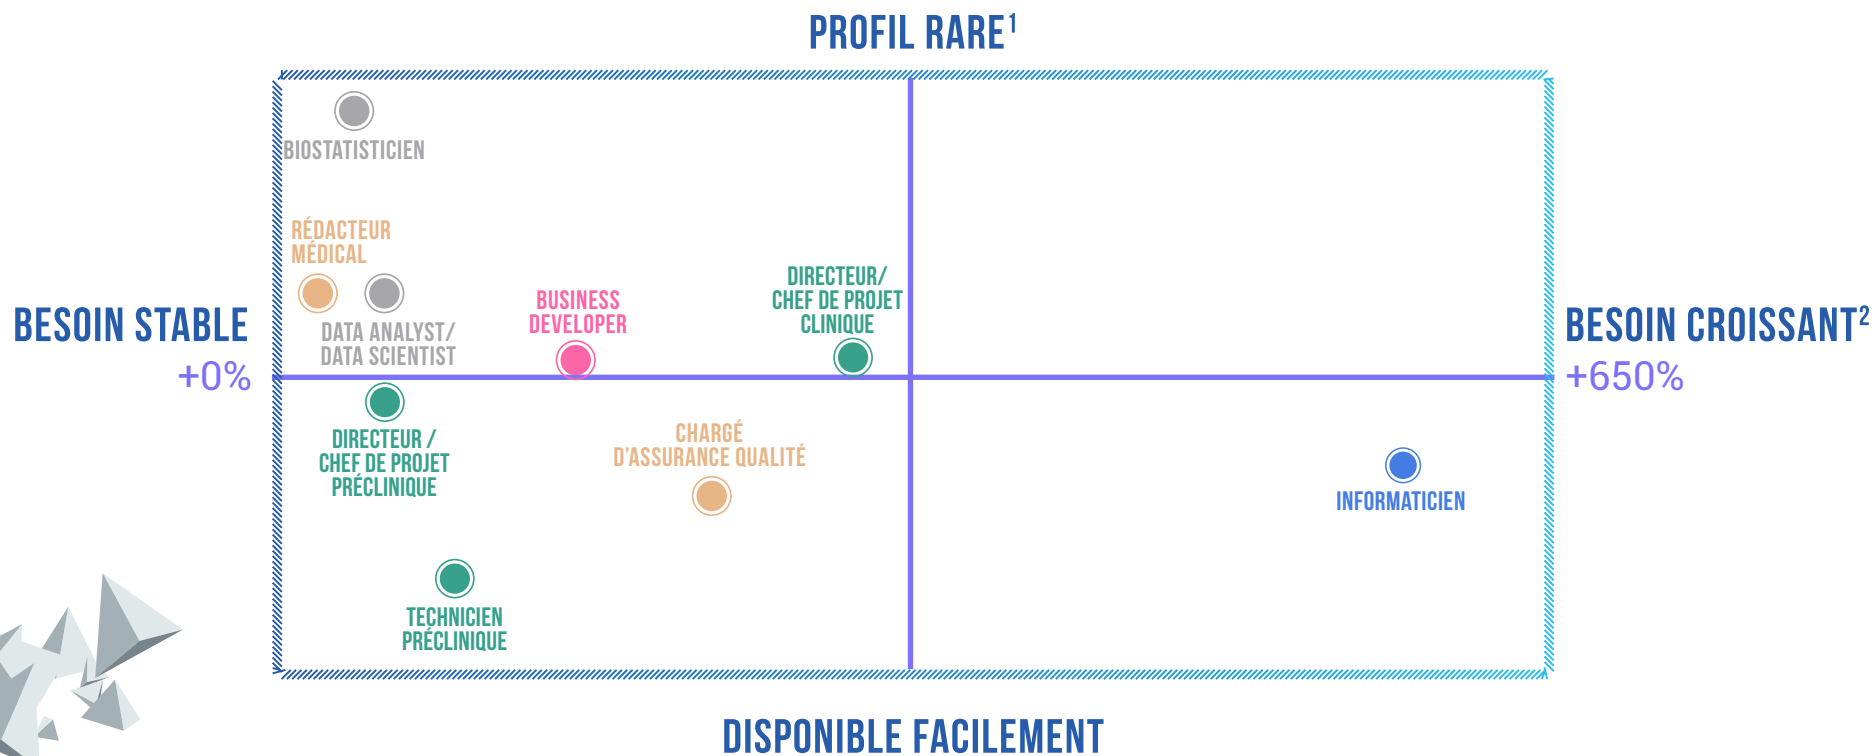 PROFIL RARE¹
BIOSTATISTICIEN
RÉDACTEUR
MÉDICAL
DATA ANALYST/
DATA SCIENTIST
BUSINESS
DEVELOPER
DIRECTEUR/
CHEF DE PROJET
CLINIQUE
BESOIN STABLE
+0%
BESOIN CROISSANT²
+650%
DIRECTEUR /
CHEF DE PROJET
PRÉCLINIQUE
CHARGÉ
D'ASSURANCE QUALITÉ
INFORMATICIEN
TECHNICIEN
PRÉCLINIQUE
DISPONIBLE FACILEMENT